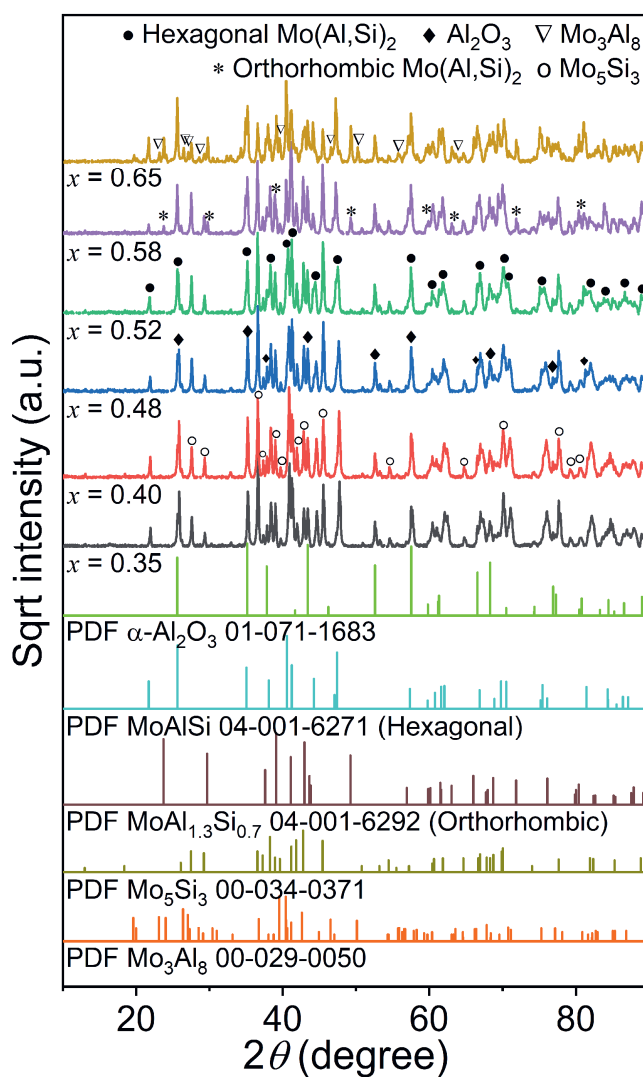 ● Hexagonal Mo(Al,Si)₂ ♦ Al₂O₃ ▽ Mo₃Al₈
* Orthorhombic Mo(Al,Si)₂ o Mo₅Si₃
x = 0.65
x = 0.58
x = 0.52
x = 0.48
x = 0.40
x = 0.35
PDF α-Al₂O₃ 01-071-1683
PDF MoAlSi 04-001-6271 (Hexagonal)
PDF MoAl₁.₃Si₀.₇ 04-001-6292 (Orthorhombic)
PDF Mo₅Si₃ 00-034-0371
PDF Mo₃Al₈ 00-029-0050
Sqrt intensity (a.u.)
20 40 60 80
2θ (degree)